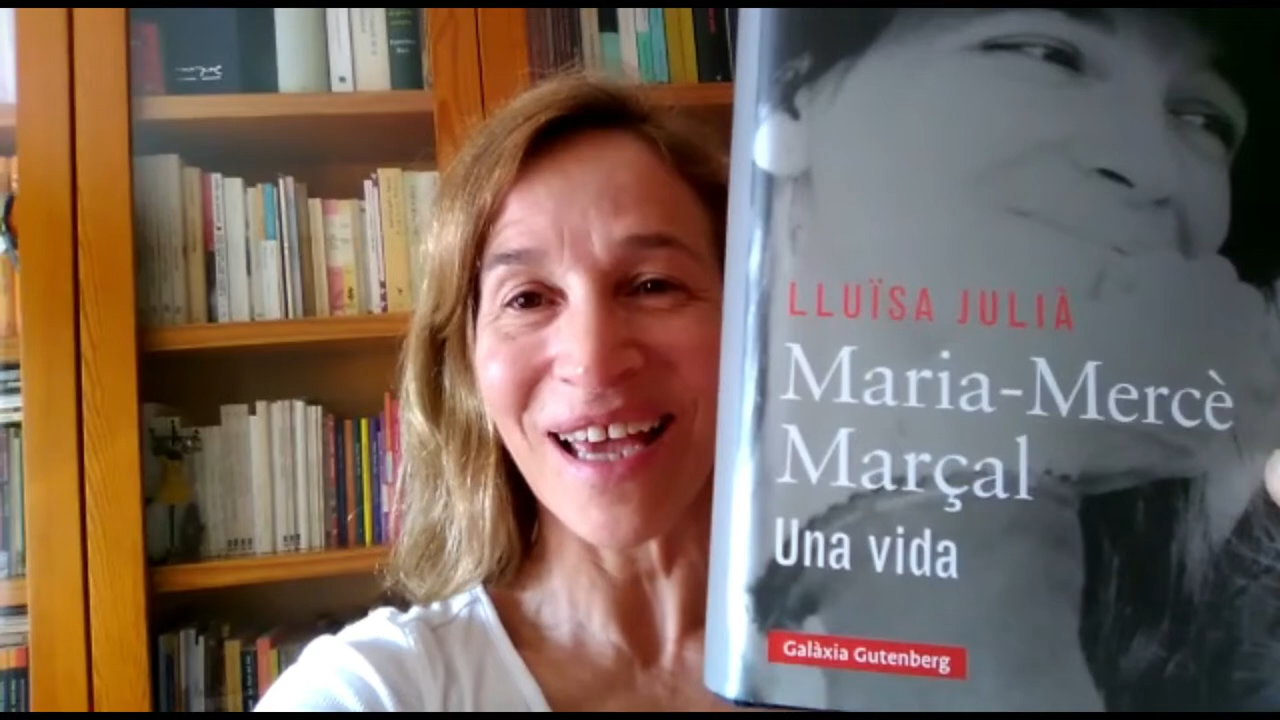 LLUÏSA JULIÀ
Maria-Mercè
Marçal
Una vida
Galàxia Gutenberg